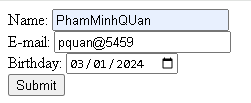 Name: PhamMinhQUan
E-mail: pquan@5459
Birthday: 03/01/2024
Submit